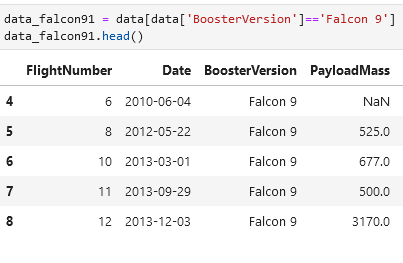 data_falcon91 = data[data['BoosterVersion']=='Falcon 9']
data_falcon91.head()
FlightNumber Date BoosterVersion PayloadMass
4 6 2010-06-04 Falcon 9 NaN
5 8 2012-05-22 Falcon 9 525.0
6 10 2013-03-01 Falcon 9 677.0
7 11 2013-09-29 Falcon 9 500.0
8 12 2013-12-03 Falcon 9 3170.0